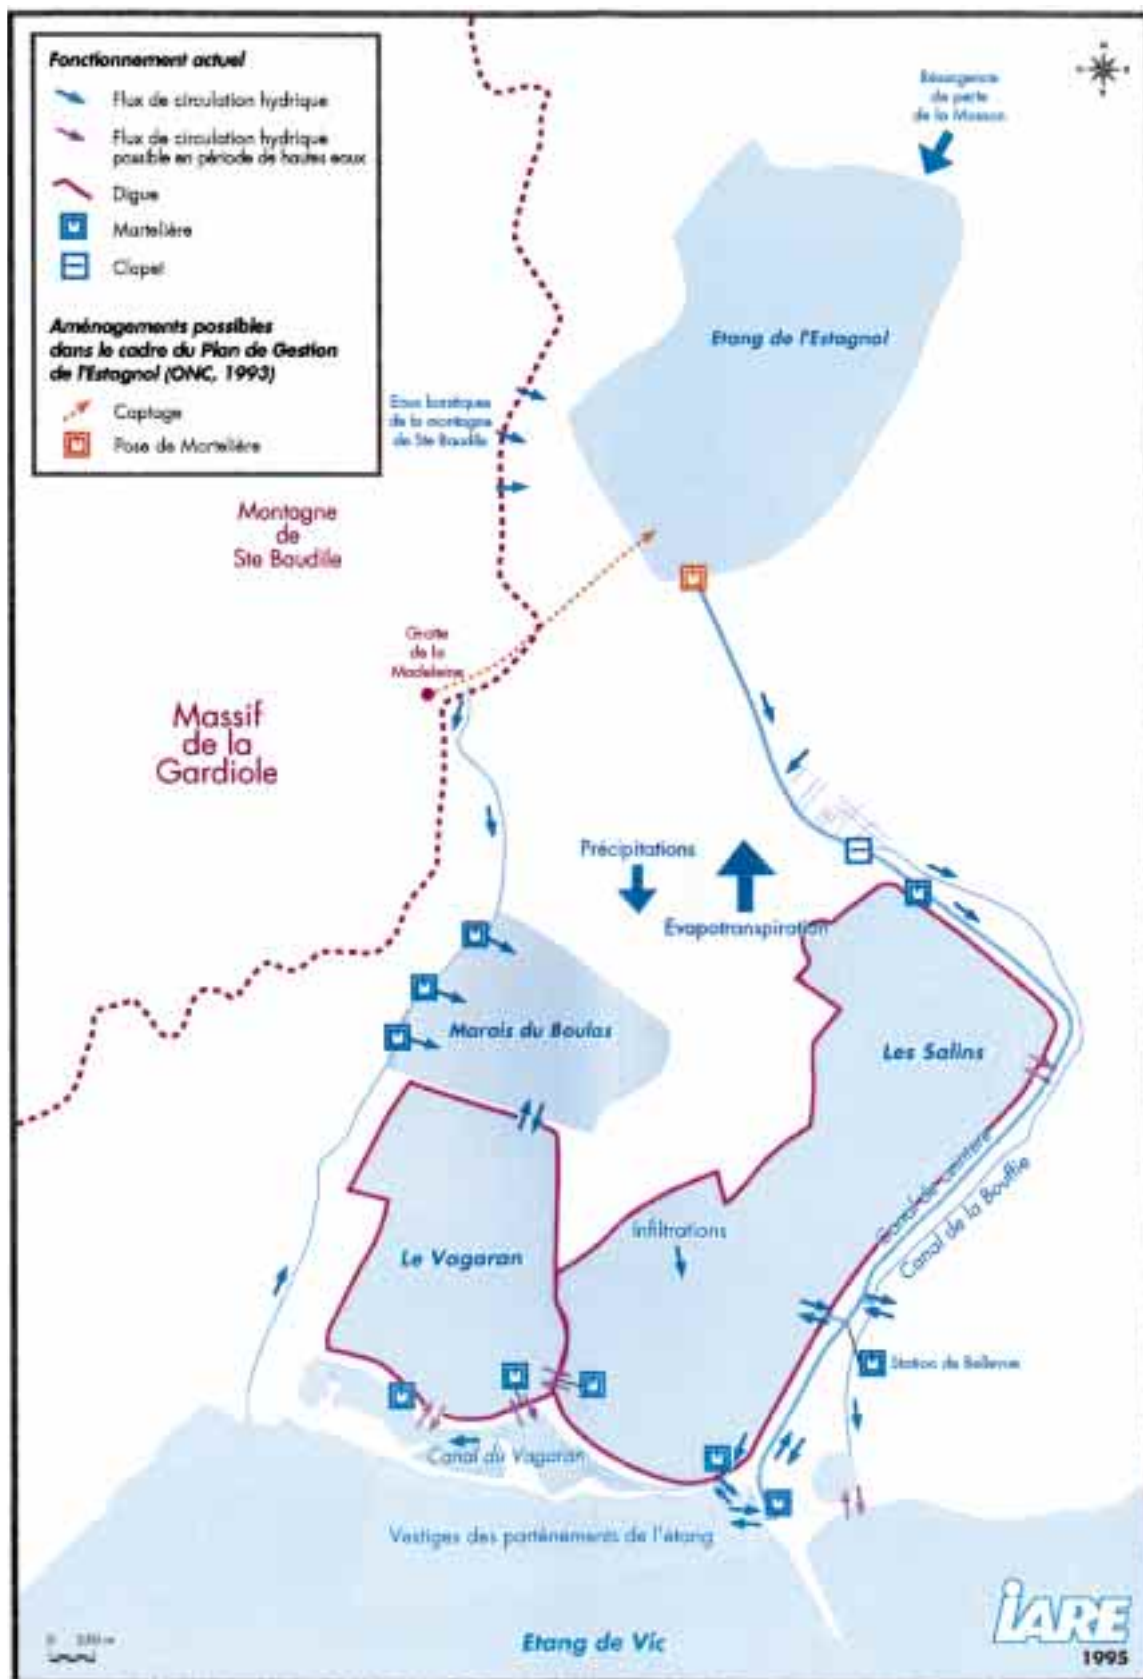 Fonctionnement actuel
Flux de circulation hydrique
Flux de circulation hydrique
possible en période de hautes eaux
Digue
Martelière
Clapet
Aménagements possibles
dans le cadre du Plan de Gestion
de l'Estagnol (ONC, 1993)
Captage
Pose de Martelière
Résurgence
de perte
de la Mosson
Etang de l'Estagnol
Eaux karstiques
de la montagne
de Ste Baudille
Montagne
de
Ste Baudille
Grotte
de la
Madeleine
Massif
de la
Gardiole
Précipitations
Evapotranspiration
Marais du Boulas
Les Salins
Canal de ceinture
Canal de la Bouffie
Infiltrations
Le Vagaran
Station de Bellevue
Canal du Vagaran
Vestiges des partènements de l'étang
Etang de Vic
0
IARE
1995